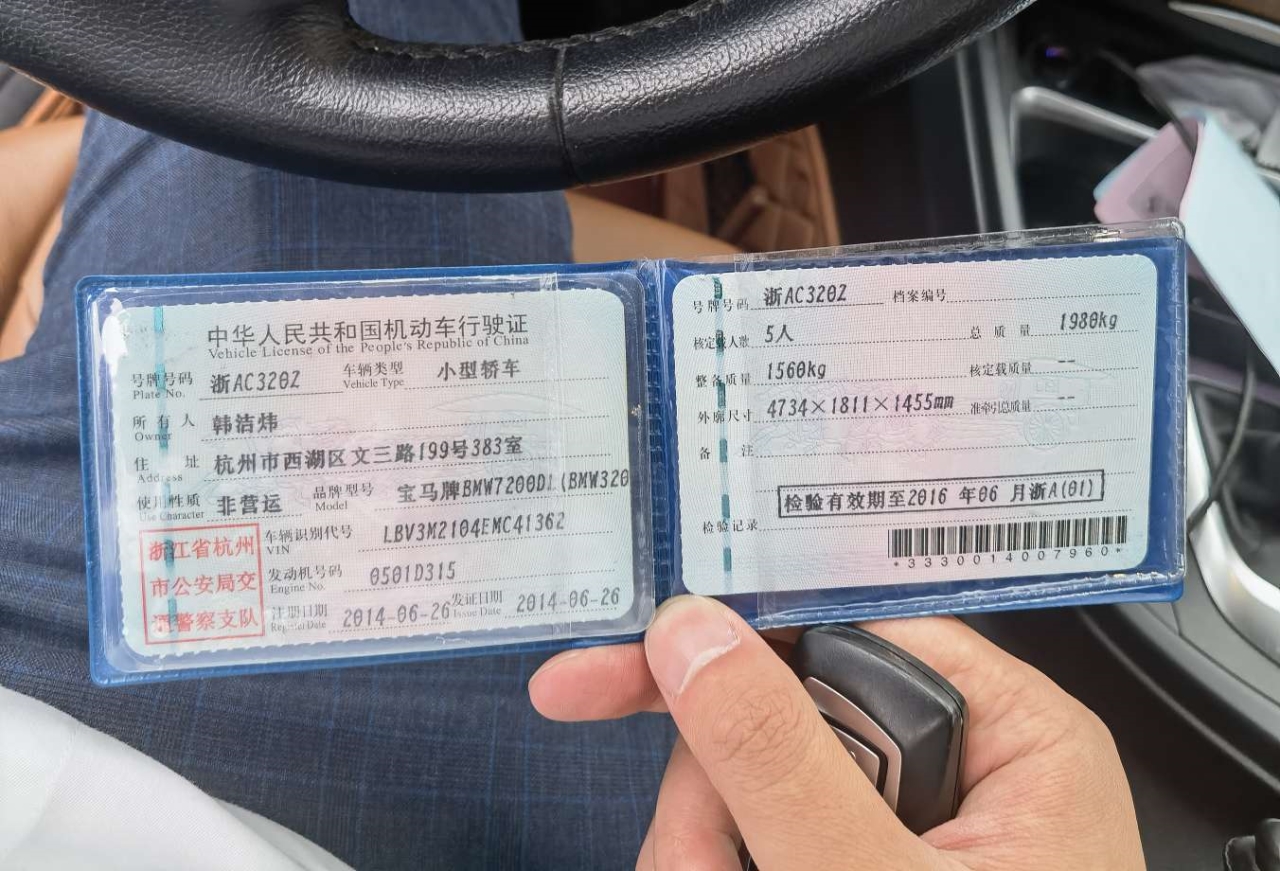 中华人民共和国机动车行驶证
Vehicle License of the People's Republic of China
号牌号码 Plate No. 浙AC320Z 车辆类型 Vehicle Type 小型轿车
所有人 Owner 韩洁炜
住址 Address 杭州市西湖区文三路199号383室
使用性质 Use Character 非营运 品牌型号 Model 宝马牌BMW7200DL(BMW320
浙江省杭州
市公安局交
通警察支队
车辆识别代号 VIN LBV3M2104EMC41362
发动机号码 Engine No. 0501D315
注册日期 Register Date 2014-06-26 发证日期 Issue Date 2014-06-26
号牌号码 浙AC320Z 档案编号
核定载人数 5人 总质量 1980kg
整备质量 1560kg 核定载质量 --
外廓尺寸 4734×1811×1455mm 准牵引总质量 --
备注
检验有效期至2016 年06 月浙A(01)
检验记录
*3330014007960*